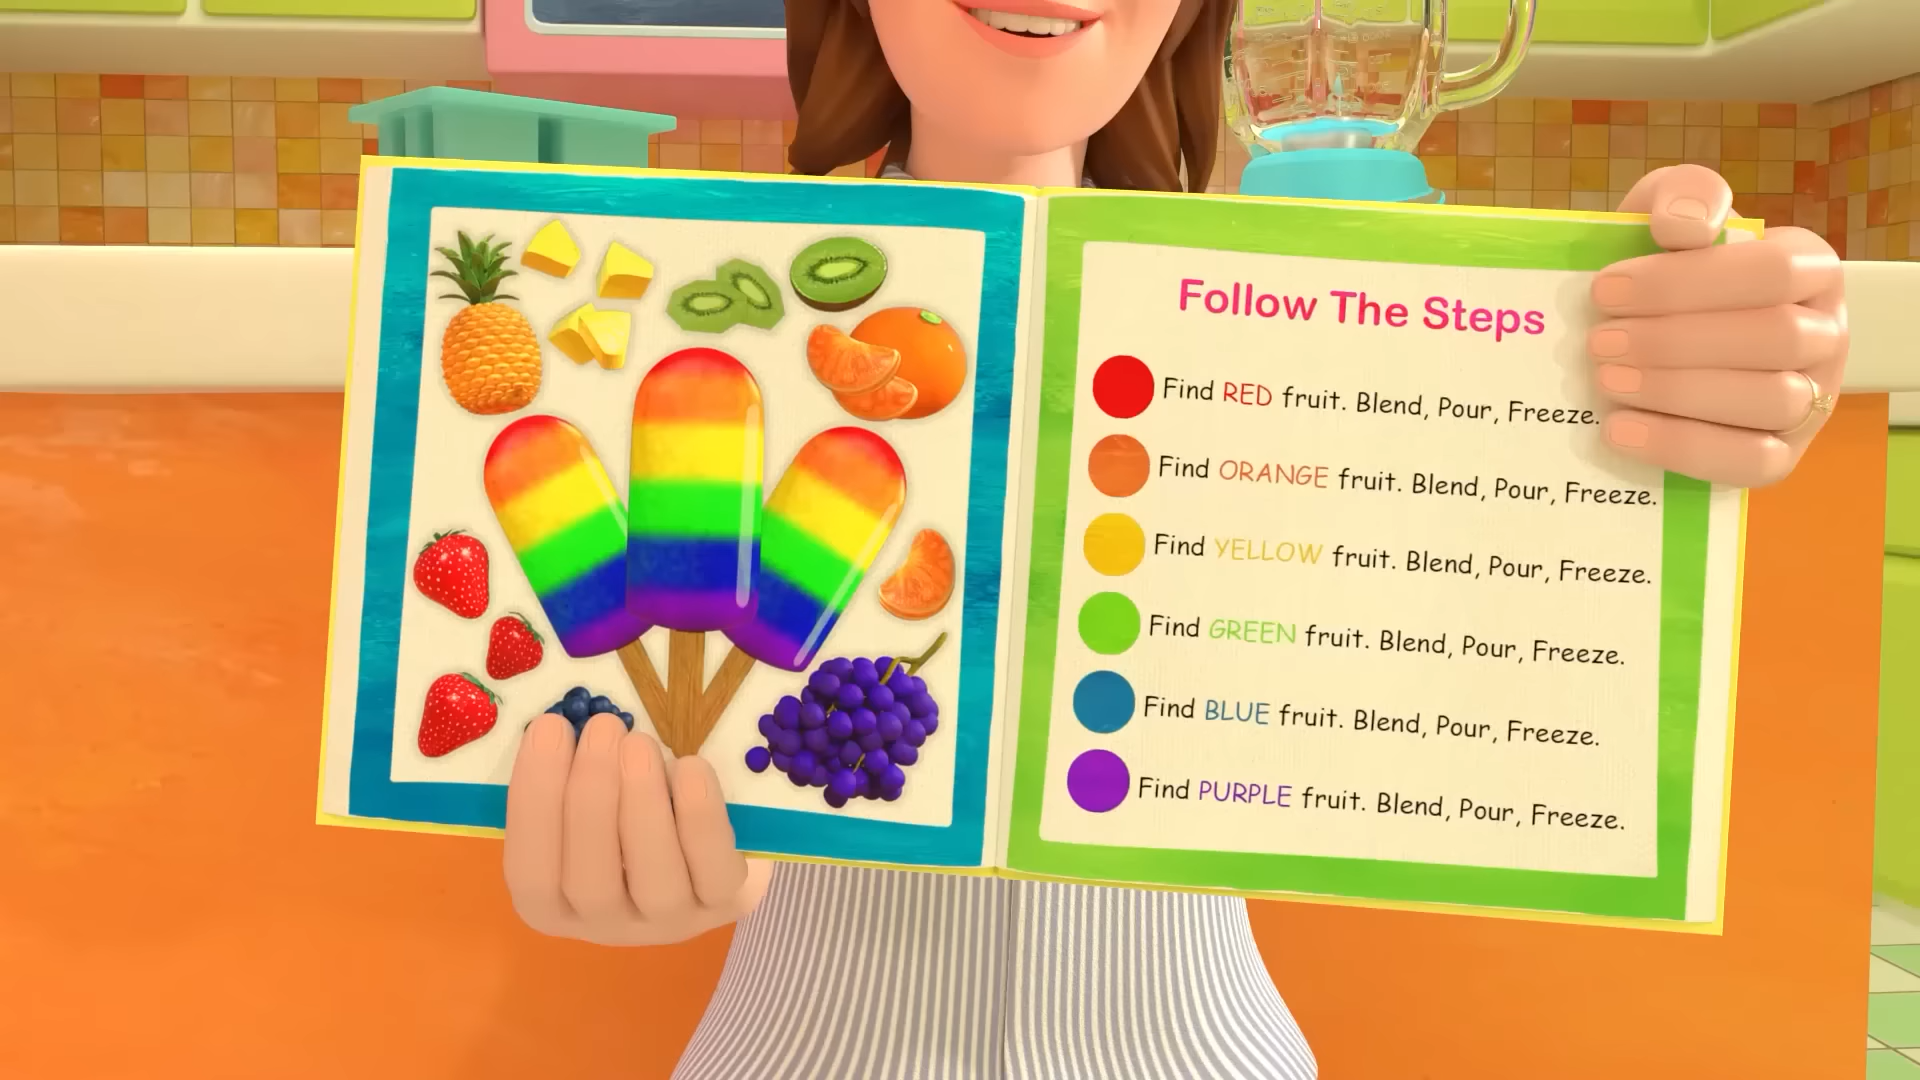 Follow The Steps
Find RED fruit. Blend, Pour, Freeze.
Find ORANGE fruit. Blend, Pour, Freeze.
Find YELLOW fruit. Blend, Pour, Freeze.
Find GREEN fruit. Blend, Pour, Freeze.
Find BLUE fruit. Blend, Pour, Freeze.
Find PURPLE fruit. Blend, Pour, Freeze.